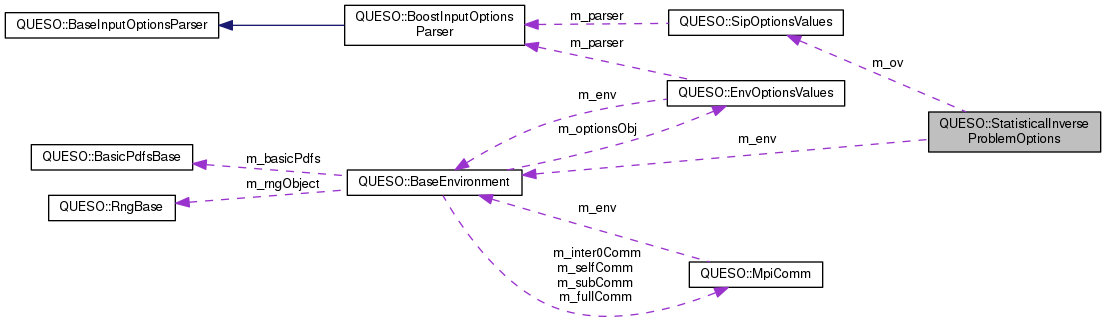 QUESO::BaseInputOptionsParser
QUESO::BoostInputOptions
Parser
m_parser
QUESO::SipOptionsValues
m_parser
m_ov
m_env
QUESO::EnvOptionsValues
m_optionsObj
QUESO::StatisticalInverse
ProblemOptions
m_env
QUESO::BasicPdfsBase
m_basicPdfs
QUESO::BaseEnvironment
m_rngObject
QUESO::RngBase
m_env
m_inter0Comm
m_selfComm
m_subComm
m_fullComm
QUESO::MpiComm